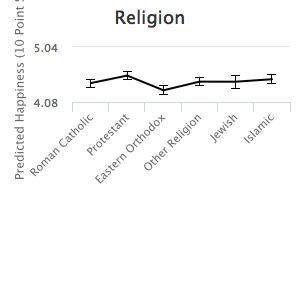 Religion
Predicted Happiness (10 Point
5.04
4.08
Roman Catholic
Protestant
Eastern Orthodox
Other Religion
Jewish
Islamic